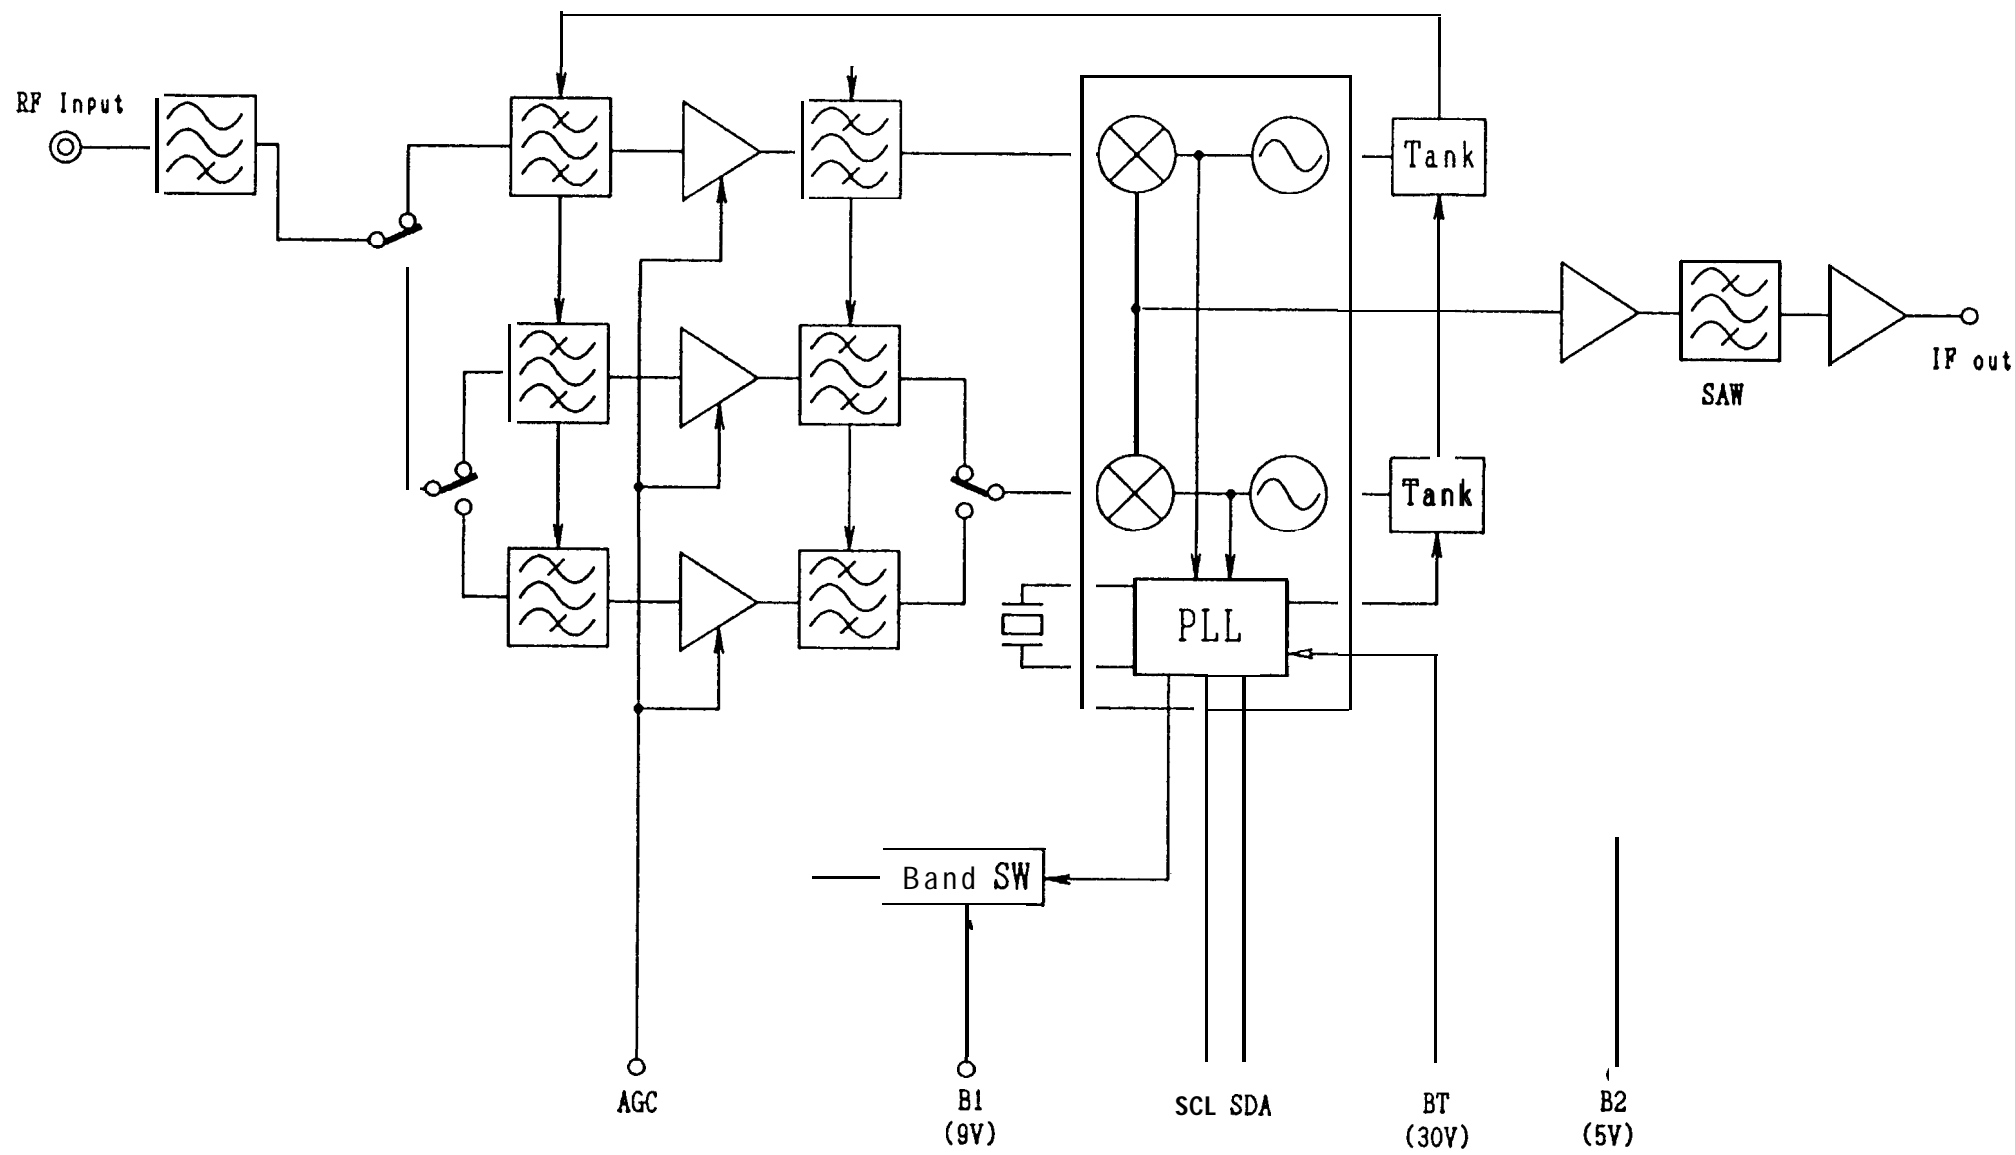 RF Input
Tank
IF out
SAW
Tank
PLL
Band SW
AGC
B1
(9V)
SCL SDA
BT
(30V)
B2
(5V)